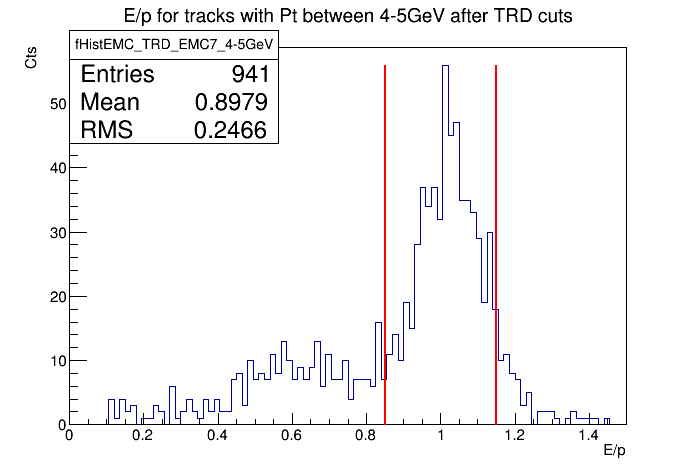 E/p for tracks with Pt between 4-5GeV after TRD cuts
fHistEMC_TRD_EMC7_4-5GeV
Entries 941
Mean 0.8979
RMS 0.2466
Cts
50
40
30
20
10
0
0 0.2 0.4 0.6 0.8 1 1.2 1.4
E/p